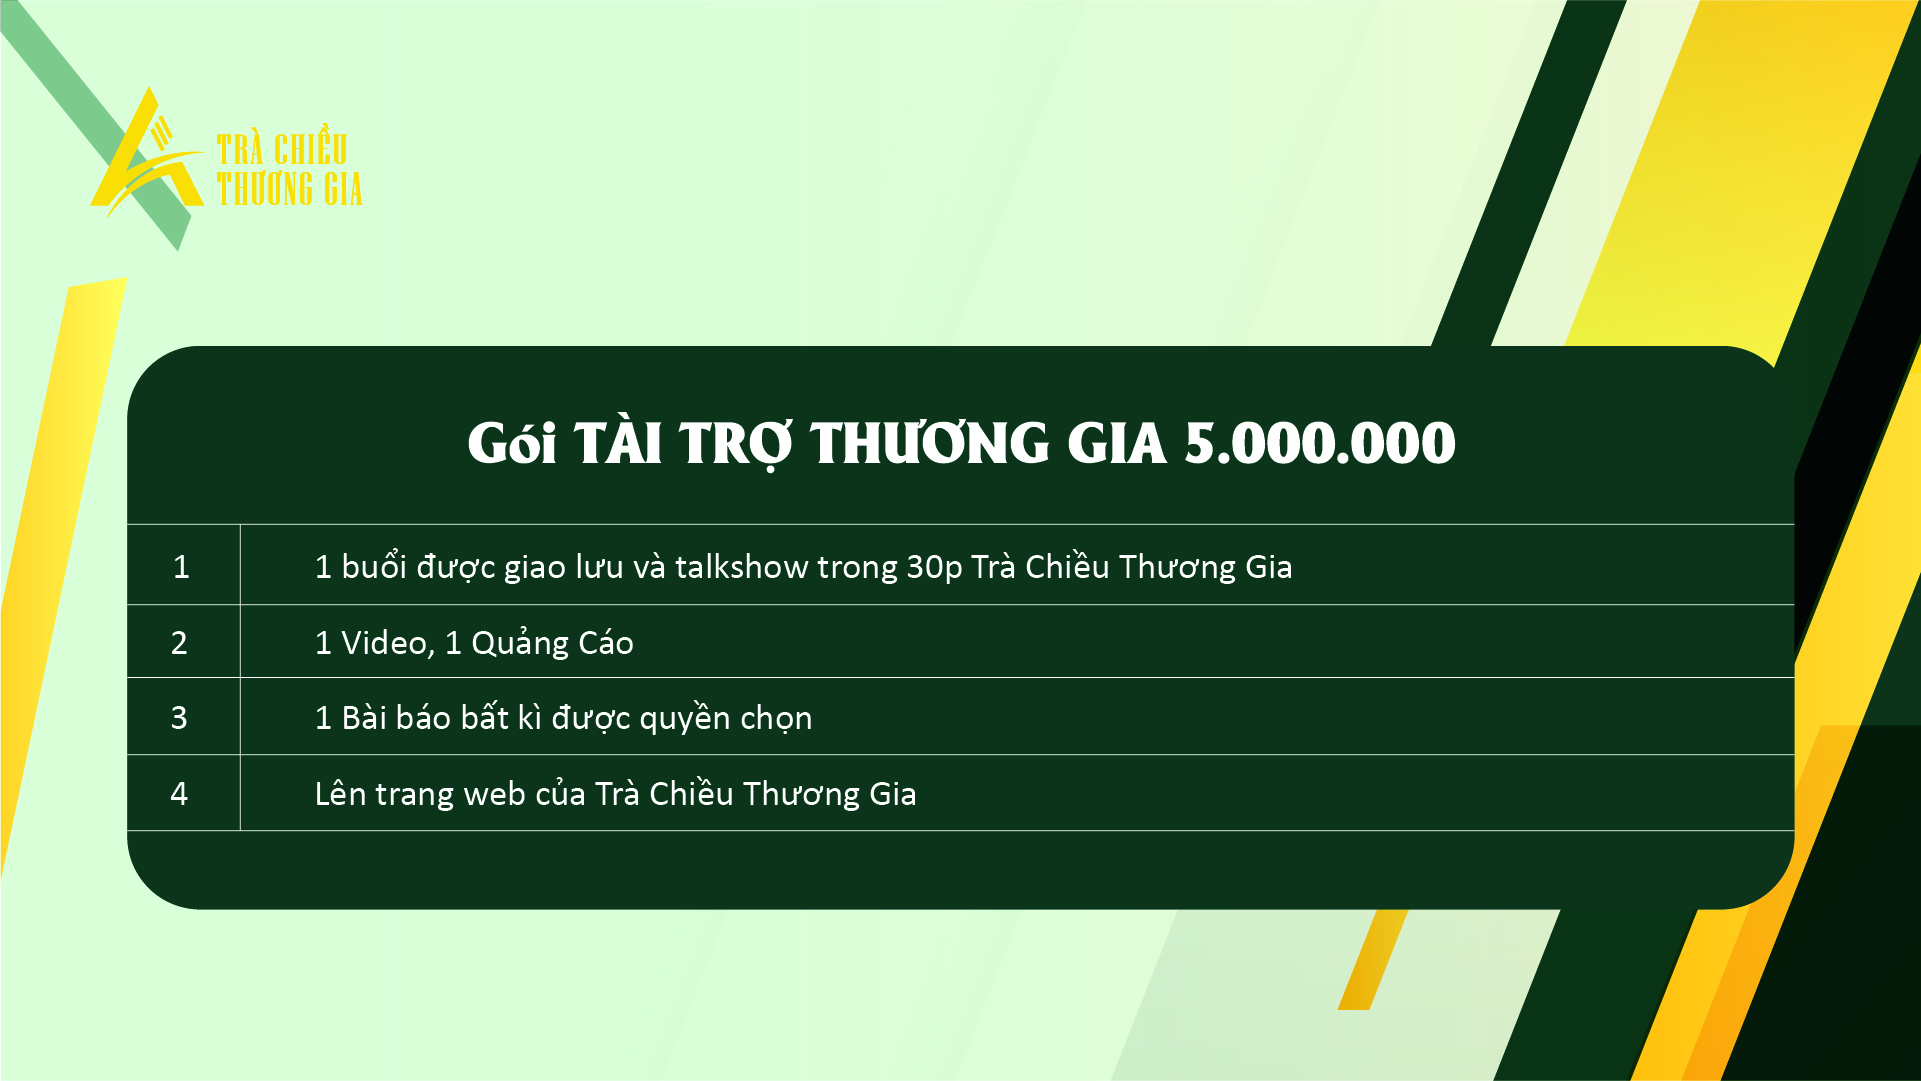 TRÀ CHIỀU
THƯƠNG GIA
Gói TÀI TRỢ THƯƠNG GIA 5.000.000
1 1 buổi được giao lưu và talkshow trong 30p Trà Chiều Thương Gia
2 1 Video, 1 Quảng Cáo
3 1 Bài báo bất kì được quyền chọn
4 Lên trang web của Trà Chiều Thương Gia